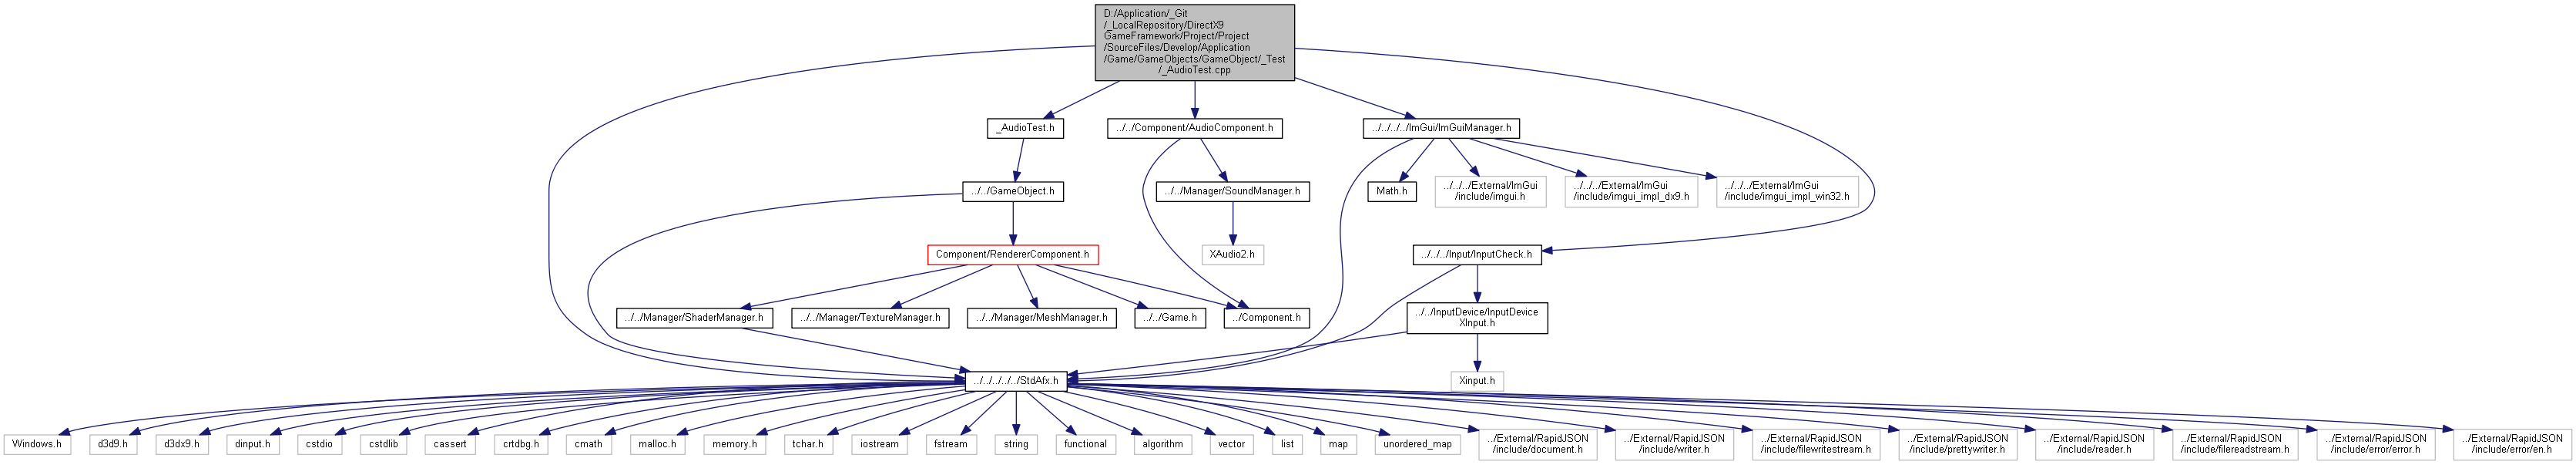 D:/Application/_Git
/_LocalRepository/DirectX9
GameFramework/Project/Project
/SourceFiles/Develop/Application
/Game/GameObjects/GameObject/_Test
/_AudioTest.cpp
_AudioTest.h
../../Component/AudioComponent.h
../../../../ImGui/ImGuiManager.h
../../GameObject.h
../../Manager/SoundManager.h
Math.h
../../../External/ImGui
/include/imgui.h
../../../External/ImGui
/include/imgui_impl_dx9.h
../../../External/ImGui
/include/imgui_impl_win32.h
Component/RendererComponent.h
XAudio2.h
../../../Input/InputCheck.h
../../Manager/ShaderManager.h
../../Manager/TextureManager.h
../../Manager/MeshManager.h
../../Game.h
../Component.h
../../InputDevice/InputDevice
XInput.h
../../../../../StdAfx.h
Xinput.h
Windows.h
d3d9.h
d3dx9.h
dinput.h
cstdio
cstdlib
cassert
crtdbg.h
cmath
malloc.h
memory.h
tchar.h
iostream
fstream
string
functional
algorithm
vector
list
map
unordered_map
../External/RapidJSON
/include/document.h
../External/RapidJSON
/include/writer.h
../External/RapidJSON
/include/filewritestream.h
../External/RapidJSON
/include/prettywriter.h
../External/RapidJSON
/include/reader.h
../External/RapidJSON
/include/filereadstream.h
../External/RapidJSON
/include/error/error.h
../External/RapidJSON
/include/error/en.h